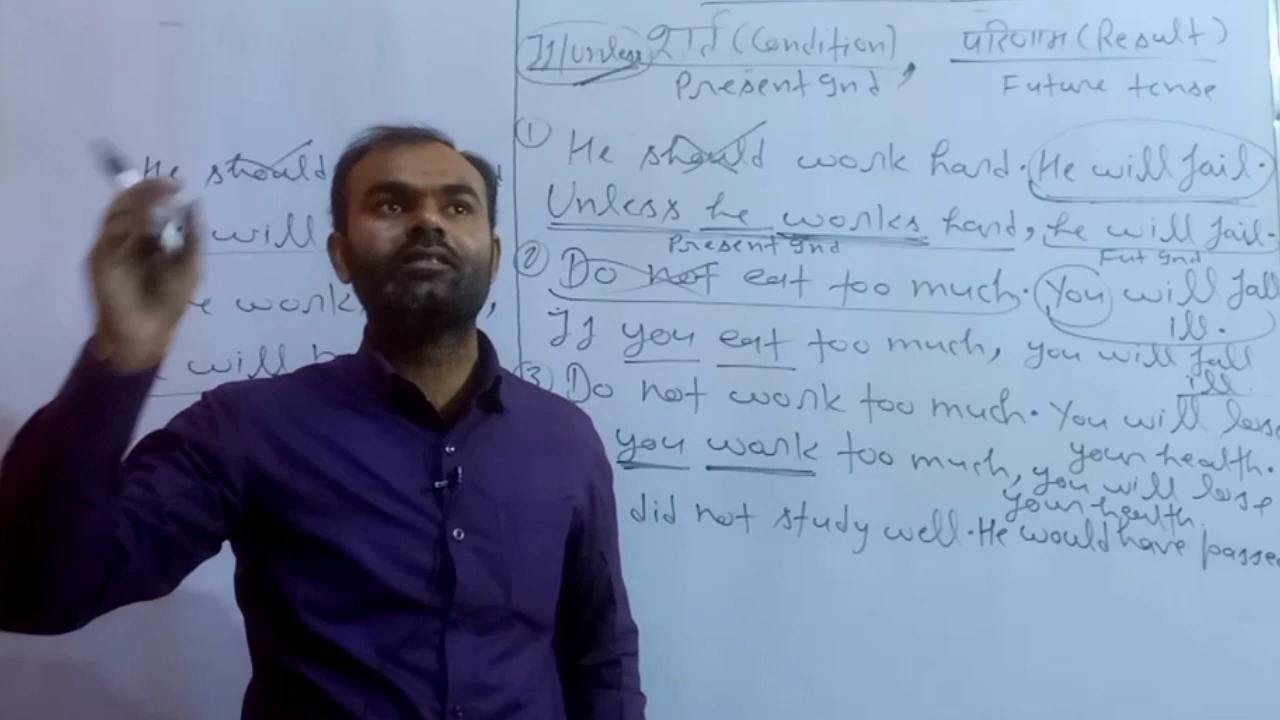 He should
will
e work,
will b
If/Unless शर्त (Condition) परिणाम (Result)
Present Ind , Future tense
① He should work hard. He will fail.
Unless he works hard, he will fail.
Present Ind Fut Ind
② Do not eat too much. You will fall
ill.
If you eat too much, you will fall
ill.
③ Do not work too much. You will lose
your health.
you work too much, you will lose
your health.
did not study well. He would have passe